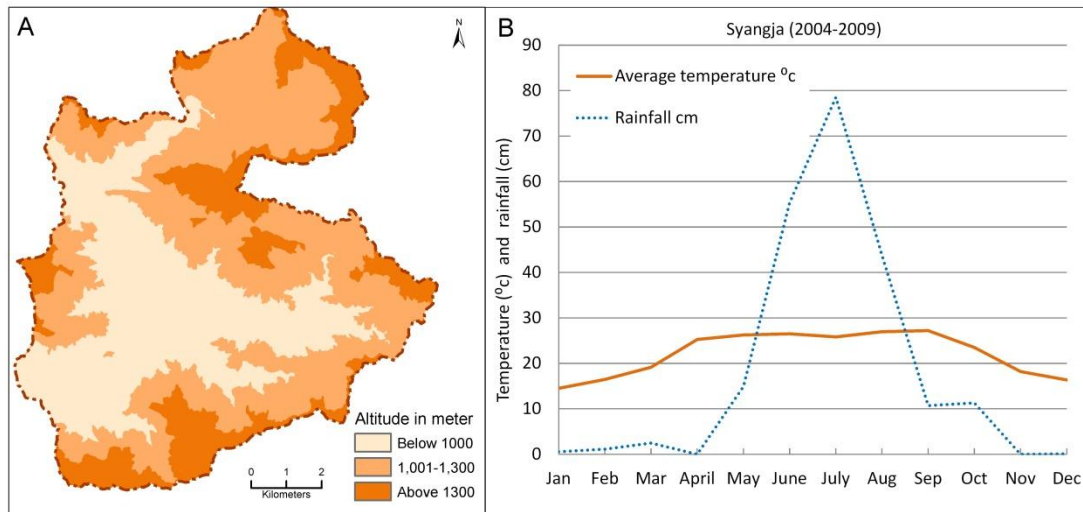 A
N
Altitude in meter
Below 1000
1,001-1,300
Above 1300
0 1 2
Kilometers
B
Syangja (2004-2009)
Average temperature ⁰c
Rainfall cm
Temperature (⁰c) and rainfall (cm)
90
80
70
60
50
40
30
20
10
0
Jan Feb Mar April May June July Aug Sep Oct Nov Dec